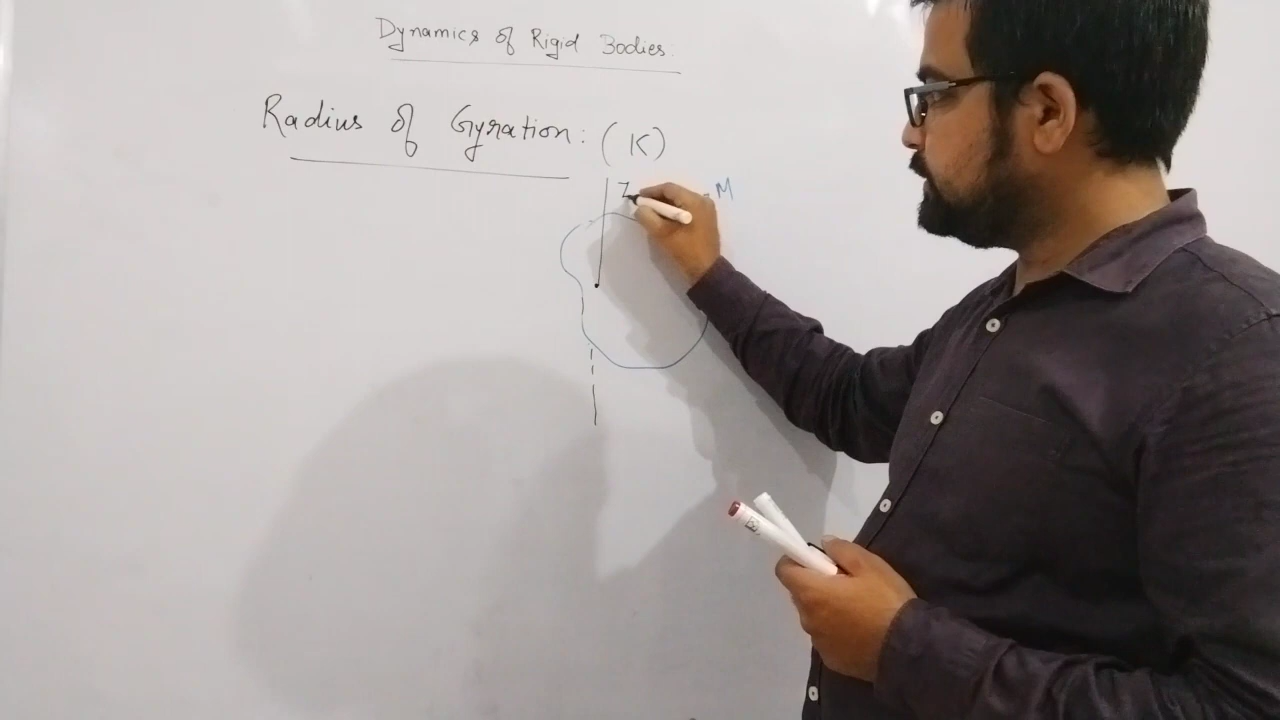 Dynamics of Rigid Bodies:
Radius of Gyration: (K)
Z
M